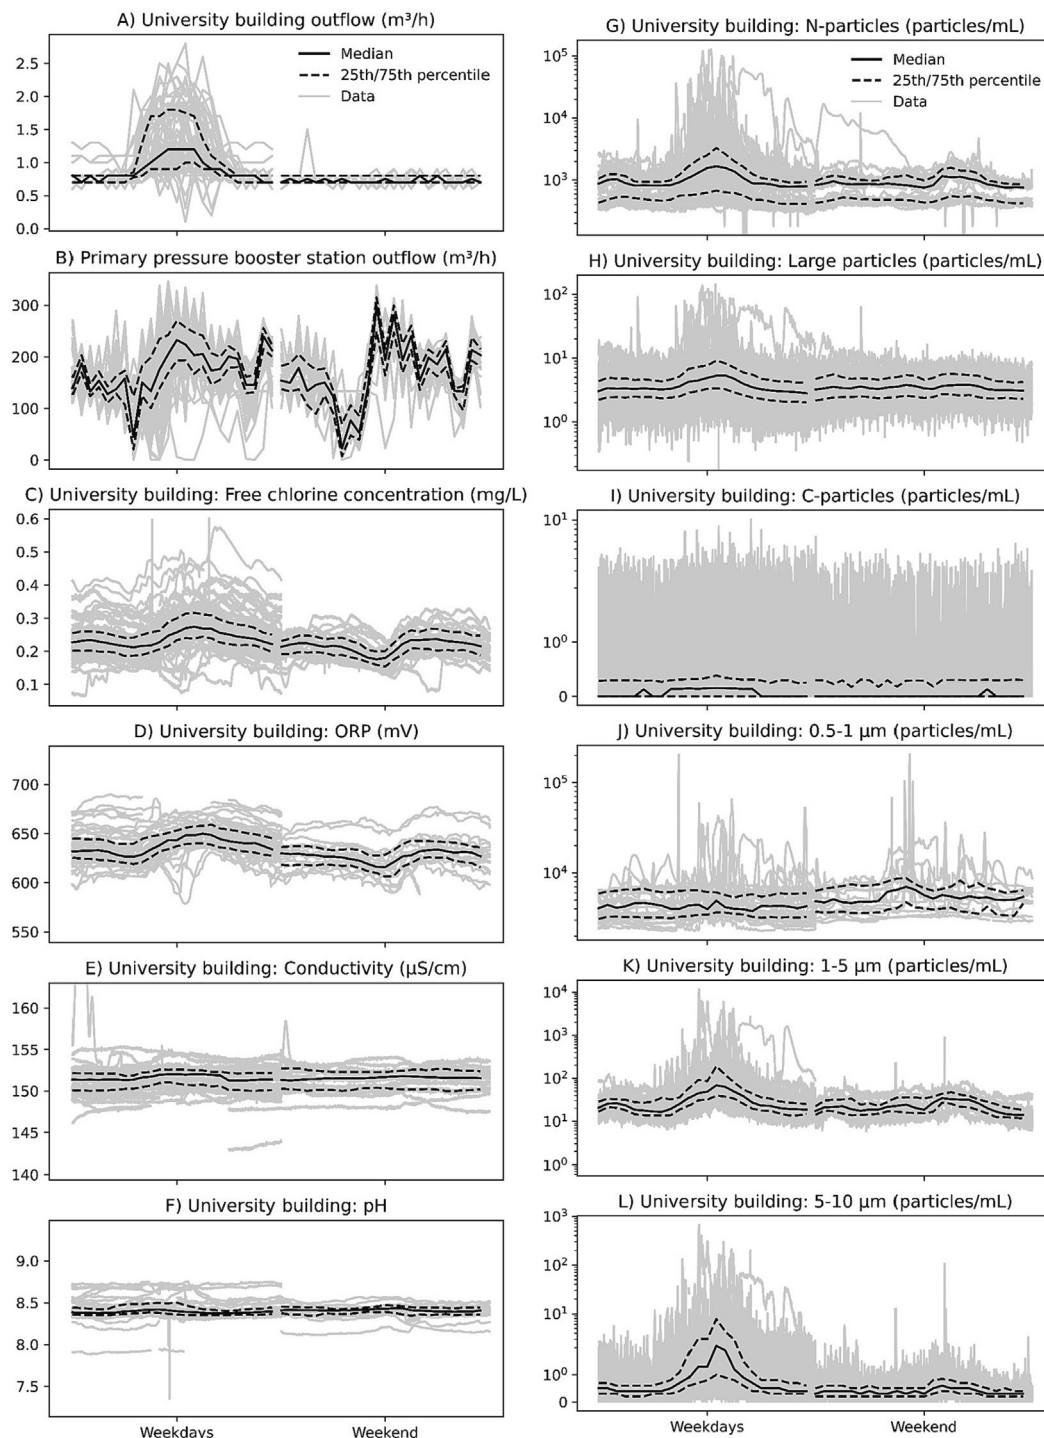 A) University building outflow (m³/h)
2.5
2.0
1.5
1.0
0.5
0.0
Median
25th/75th percentile
Data
B) Primary pressure booster station outflow (m³/h)
300
200
100
0
C) University building: Free chlorine concentration (mg/L)
0.6
0.5
0.4
0.3
0.2
0.1
D) University building: ORP (mV)
700
650
600
550
E) University building: Conductivity (µS/cm)
160
155
150
145
140
F) University building: pH
9.0
8.5
8.0
7.5
Weekdays
Weekend
G) University building: N-particles (particles/mL)
10⁵
10⁴
10³
Median
25th/75th percentile
Data
H) University building: Large particles (particles/mL)
10²
10¹
10⁰
I) University building: C-particles (particles/mL)
10¹
10⁰
0
J) University building: 0.5-1 µm (particles/mL)
10⁵
10⁴
K) University building: 1-5 µm (particles/mL)
10⁴
10³
10²
10¹
10⁰
L) University building: 5-10 µm (particles/mL)
10³
10²
10¹
10⁰
0
Weekdays
Weekend